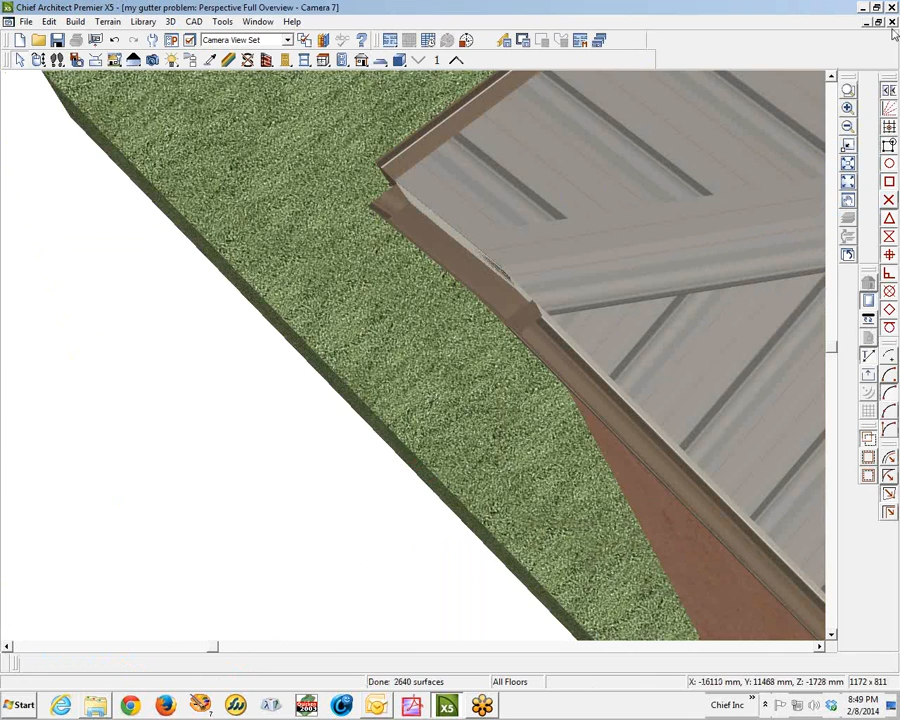 Chief Architect Premier X5 - [my gutter problem: Perspective Full Overview - Camera 7]
File Edit Build Terrain Library 3D CAD Tools Window Help
Camera View Set
1
Done: 2640 surfaces
All Floors
X: -16110 mm, Y: 11468 mm, Z: -1728 mm
1172 x 811
Start
X5
Chief Inc
8:49 PM
2/8/2014